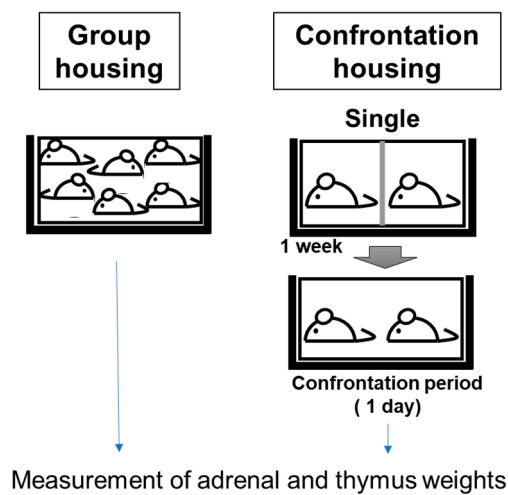 Group
housing
Confrontation
housing
Single
1 week
Confrontation period
( 1 day)
Measurement of adrenal and thymus weights